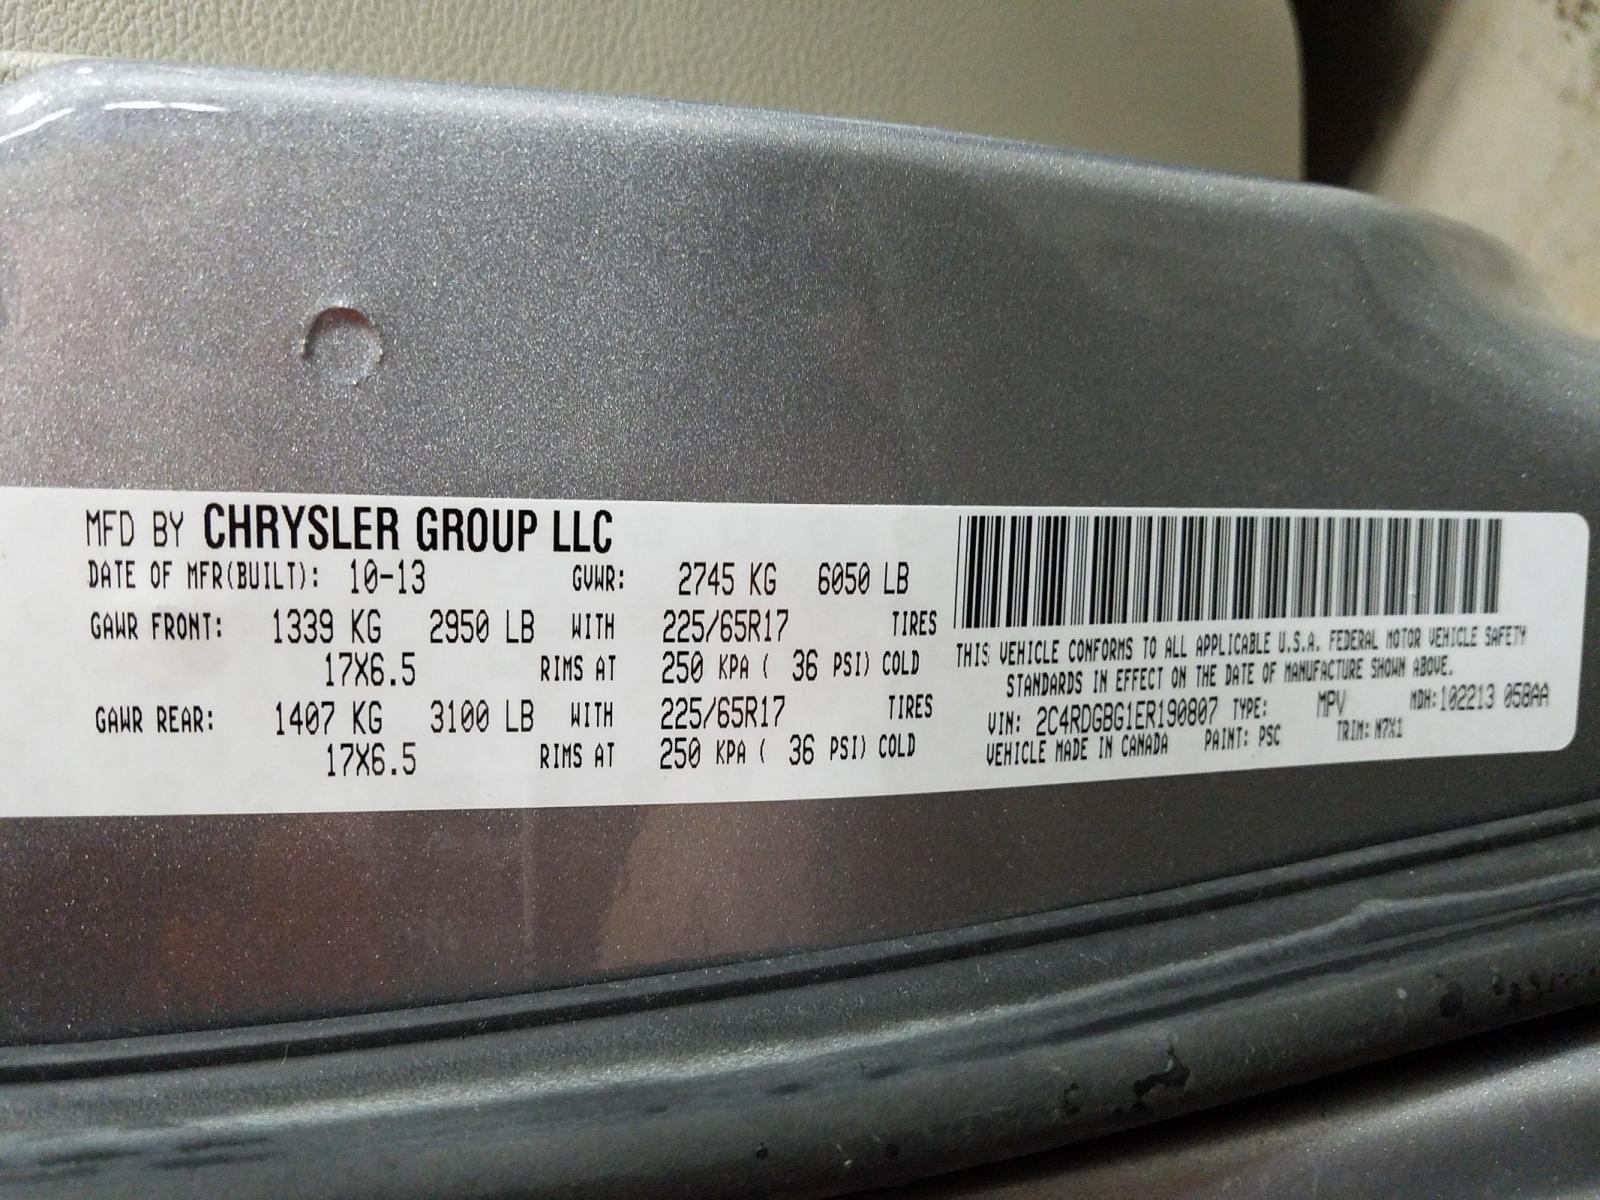 MFD BY CHRYSLER GROUP LLC
DATE OF MFR(BUILT): 10-13 GVWR: 2745 KG 6050 LB
GAWR FRONT: 1339 KG 2950 LB WITH 225/65R17 TIRES
17X6.5 RIMS AT 250 KPA ( 36 PSI) COLD
GAWR REAR: 1407 KG 3100 LB WITH 225/65R17 TIRES
17X6.5 RIMS AT 250 KPA ( 36 PSI) COLD
THIS VEHICLE CONFORMS TO ALL APPLICABLE U.S.A. FEDERAL MOTOR VEHICLE SAFETY
STANDARDS IN EFFECT ON THE DATE OF MANUFACTURE SHOWN ABOVE.
VIN: 2C4RDGBG1ER190807 TYPE: MPV MDH:102213 058AA
VEHICLE MADE IN CANADA PAINT: PSC TRIM: N7X1